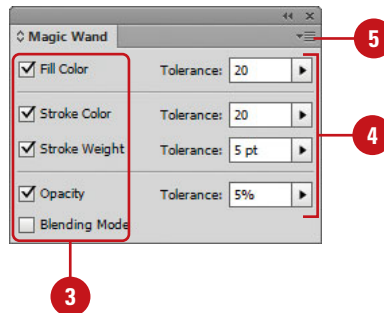 Magic Wand
5
Fill Color Tolerance: 20
Stroke Color Tolerance: 20
4
Stroke Weight Tolerance: 5 pt
Opacity Tolerance: 5%
Blending Mode
3